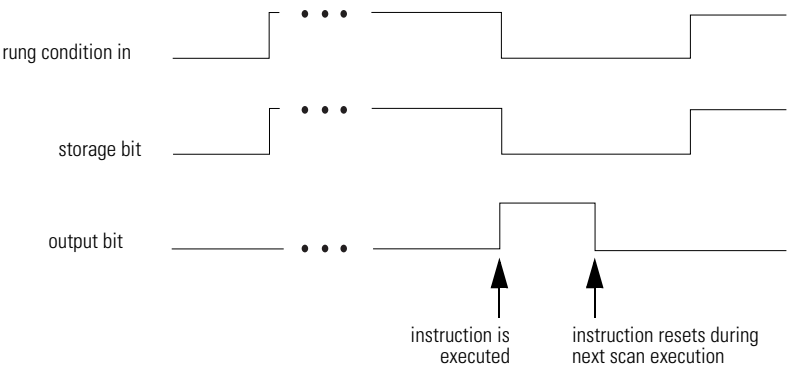 rung condition in
storage bit
output bit
instruction is
executed
instruction resets during
next scan execution